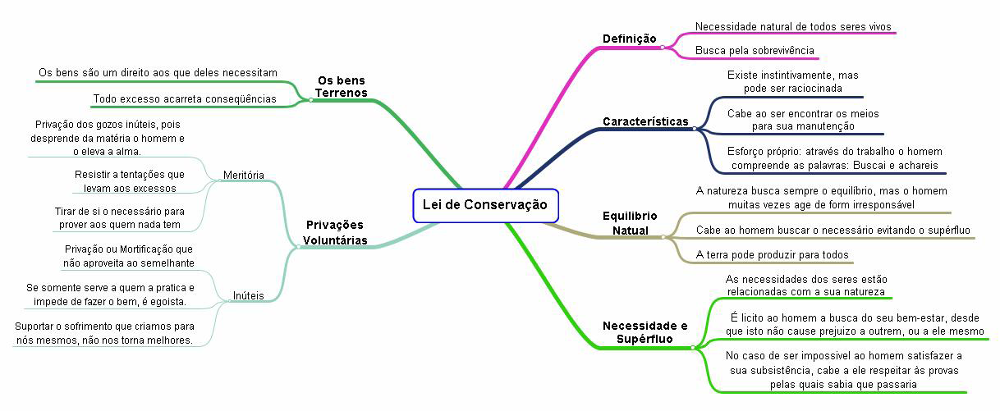 Lei de Conservação
Definição
Necessidade natural de todos seres vivos
Busca pela sobrevivência
Características
Existe instintivamente, mas
pode ser raciocinada
Cabe ao ser encontrar os meios
para sua manutenção
Esforço próprio: através do trabalho o homem
compreende as palavras: Buscai e achareis
Equilibrio
Natual
A natureza busca sempre o equilíbrio, mas o homem
muitas vezes age de form irresponsável
Cabe ao homem buscar o necessário evitando o supérfluo
A terra pode produzir para todos
Necessidade e
Supérfluo
As necessidades dos seres estão
relacionadas com a sua natureza
É licito ao homem a busca do seu bem-estar, desde
que isto não cause prejuizo a outrem, ou a ele mesmo
No caso de ser impossivel ao homem satisfazer a
sua subsistência, cabe a ele respeitar às provas
pelas quais sabia que passaria
Os bens
Terrenos
Os bens são um direito aos que deles necessitam
Todo excesso acarreta conseqüências
Privações
Voluntárias
Meritória
Privação dos gozos inúteis, pois
desprende da matéria o homem e
o eleva a alma.
Resistir a tentações que
levam aos excessos
Tirar de si o necessário para
prover aos quem nada tem
Inúteis
Privação ou Mortificação que
não aproveita ao semelhante
Se somente serve a quem a pratica e
impede de fazer o bem, é egoista.
Suportar o sofrimento que criamos para
nós mesmos, não nos torna melhores.